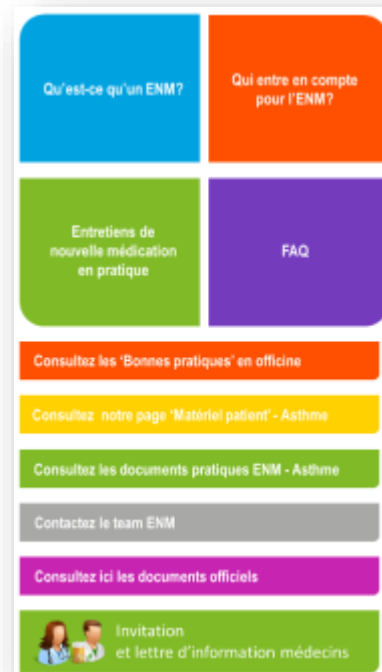 Qu'est-ce qu'un ENM?
Qui entre en compte
pour l'ENM?
Entretiens de
nouvelle médication
en pratique
FAQ
Consultez les 'Bonnes pratiques' en officine
Consultez notre page 'Matériel patient' - Asthme
Consultez les documents pratiques ENM - Asthme
Contactez le team ENM
Consultez ici les documents officiels
Invitation
et lettre d'information médecins